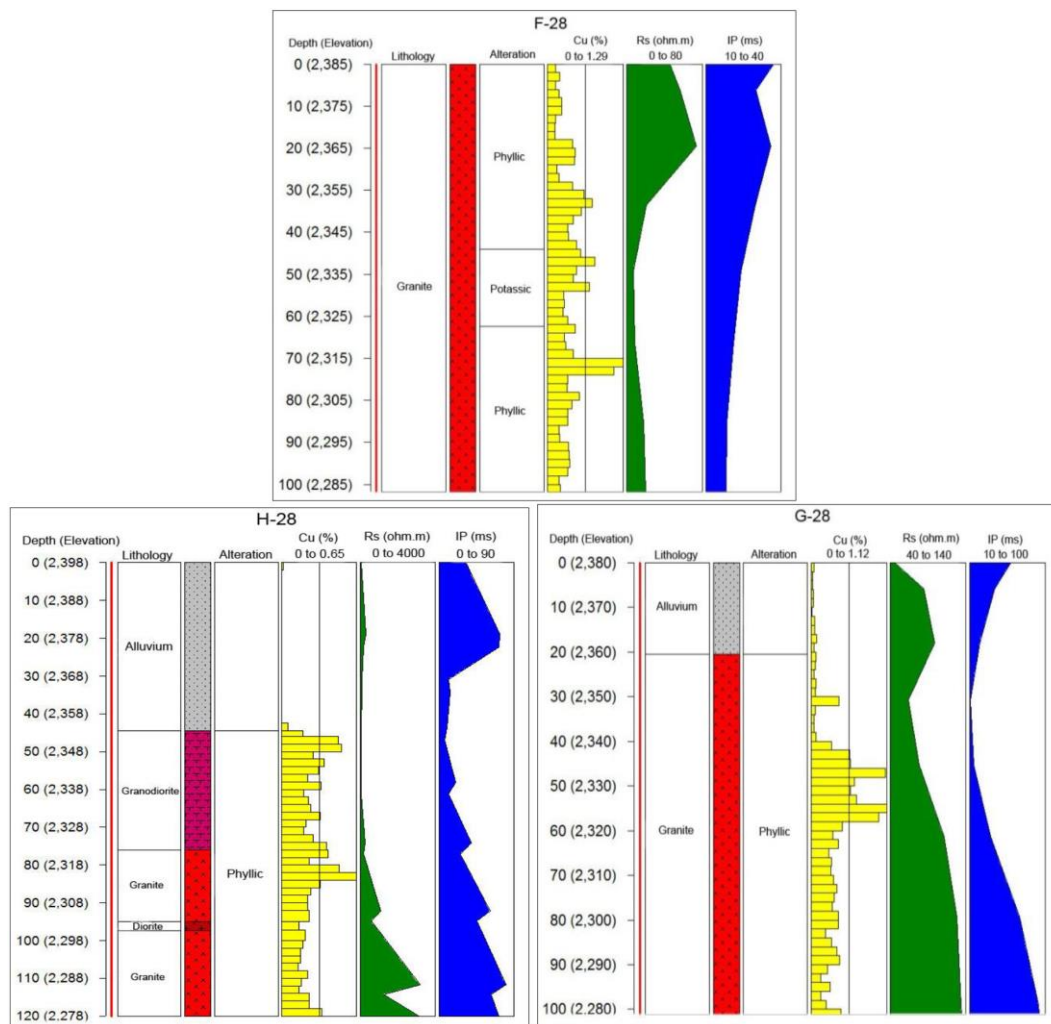 F-28
Depth (Elevation) Lithology Alteration Cu (%) Rs (ohm.m) IP (ms)
0 to 1.29 0 to 80 10 to 40
0 (2,385)
10 (2,375)
20 (2,365)
30 (2,355)
40 (2,345)
50 (2,335)
60 (2,325)
70 (2,315)
80 (2,305)
90 (2,295)
100 (2,285)
Granite
Phyllic
Potassic
Phyllic
H-28
Depth (Elevation) Lithology Alteration Cu (%) Rs (ohm.m) IP (ms)
0 to 0.65 0 to 4000 0 to 90
0 (2,398)
10 (2,388)
20 (2,378)
30 (2,368)
40 (2,358)
50 (2,348)
60 (2,338)
70 (2,328)
80 (2,318)
90 (2,308)
100 (2,298)
110 (2,288)
120 (2,278)
Alluvium
Granodiorite
Granite
Diorite
Granite
Phyllic
G-28
Depth (Elevation) Lithology Alteration Cu (%) Rs (ohm.m) IP (ms)
0 to 1.12 40 to 140 10 to 100
0 (2,380)
10 (2,370)
20 (2,360)
30 (2,350)
40 (2,340)
50 (2,330)
60 (2,320)
70 (2,310)
80 (2,300)
90 (2,290)
100 (2,280)
Alluvium
Granite
Phyllic